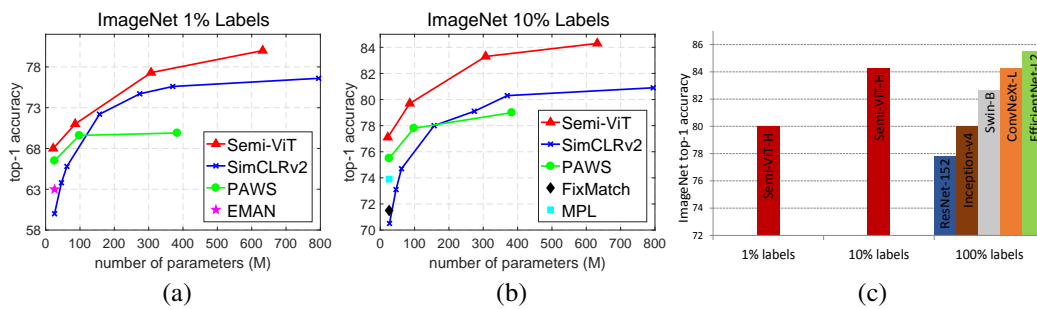 ImageNet 1% Labels
78
73
68
63
58
top-1 accuracy
0 100 200 300 400 500 600 700 800
number of parameters (M)
Semi-ViT
SimCLRv2
PAWS
EMAN
(a)
ImageNet 10% Labels
84
82
80
78
76
74
72
70
top-1 accuracy
0 100 200 300 400 500 600 700 800
number of parameters (M)
Semi-ViT
SimCLRv2
PAWS
FixMatch
MPL
(b)
86
84
82
80
78
76
74
72
ImageNet top-1 accuracy
Semi-ViT-H
Semi-ViT-H
ResNet-152
Inception-v4
Swin-B
ConvNeXt-L
EfficientNet-L2
1% labels
10% labels
100% labels
(c)